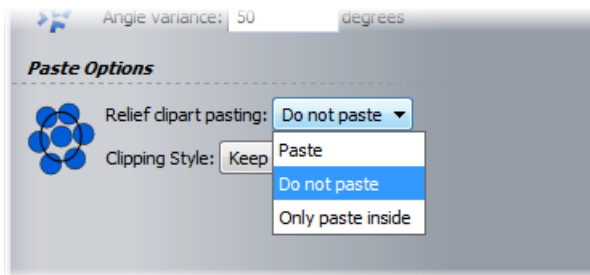 Angle variance: 50 degrees
Paste Options
Relief clipart pasting: Do not paste
Clipping Style: Keep
Paste
Do not paste
Only paste inside